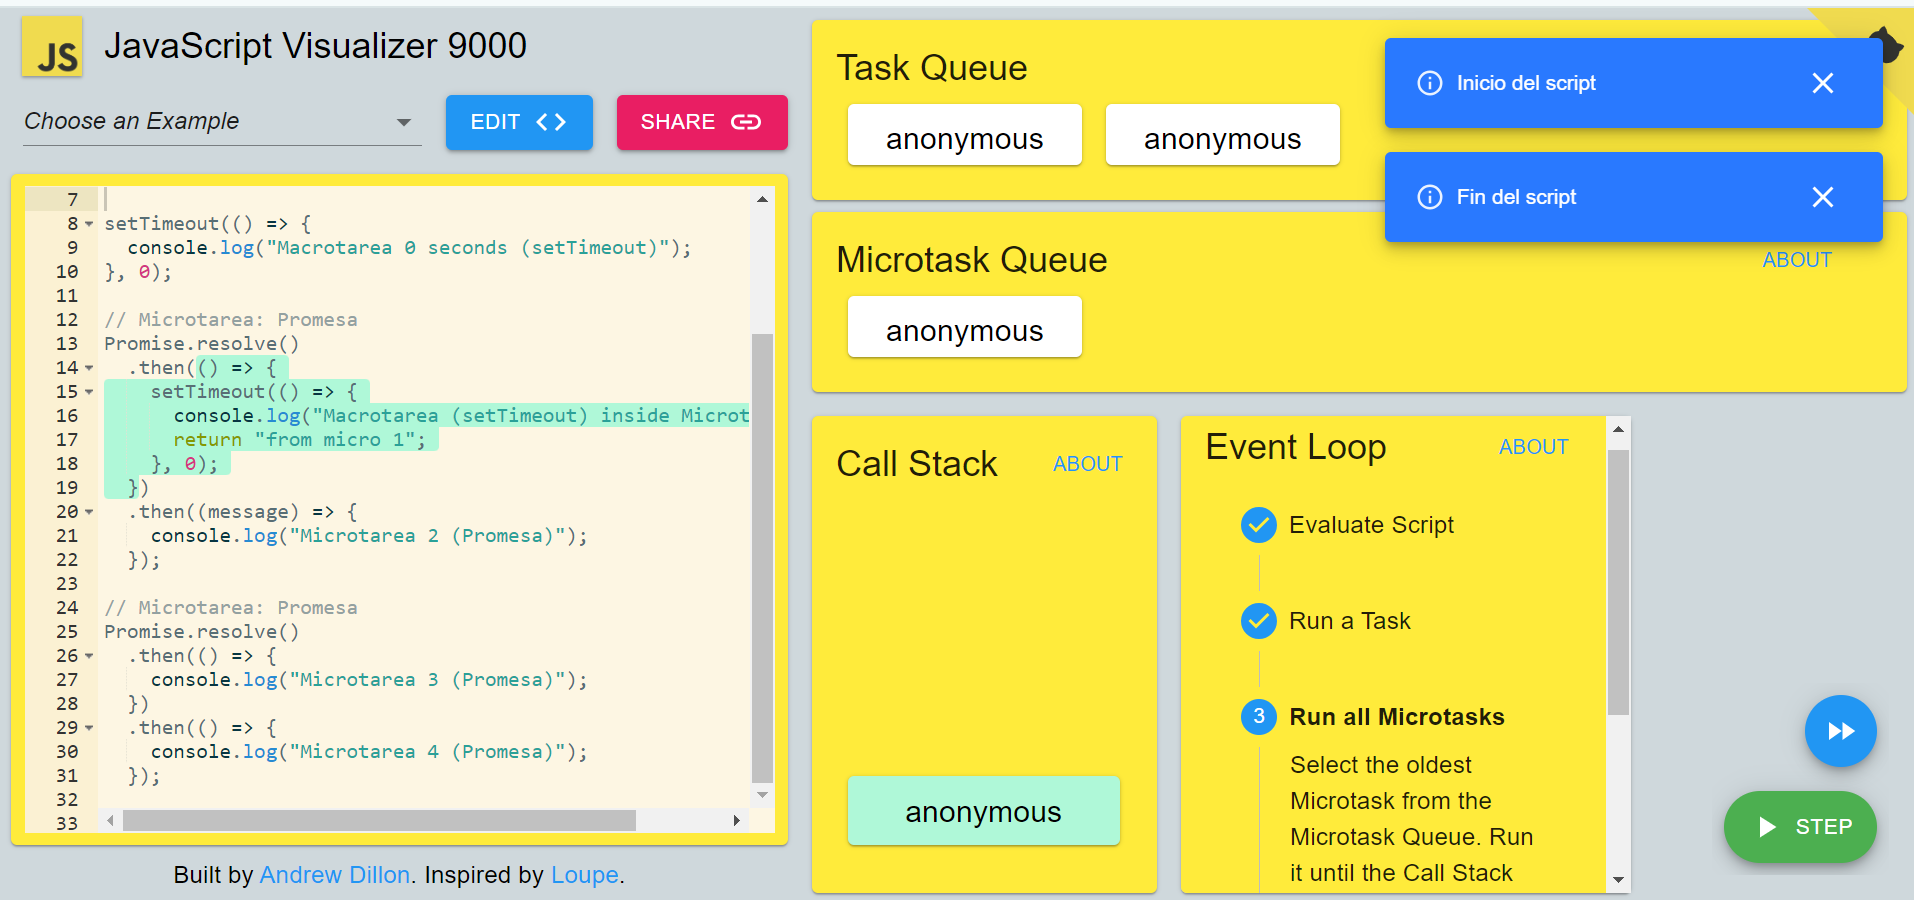 JS
JavaScript Visualizer 9000
Choose an Example
EDIT
SHARE
7
8 setTimeout(() => {
9 console.log("Macrotarea 0 seconds (setTimeout)");
10 }, 0);
11
12 // Microtarea: Promesa
13 Promise.resolve()
14 .then(() => {
15 setTimeout(() => {
16 console.log("Macrotarea (setTimeout) inside Microt
17 return "from micro 1";
18 }, 0);
19 })
20 .then((message) => {
21 console.log("Microtarea 2 (Promesa)");
22 });
23
24 // Microtarea: Promesa
25 Promise.resolve()
26 .then(() => {
27 console.log("Microtarea 3 (Promesa)");
28 })
29 .then(() => {
30 console.log("Microtarea 4 (Promesa)");
31 });
32
33
Built by Andrew Dillon. Inspired by Loupe.
Task Queue
anonymous
anonymous
Inicio del script
Fin del script
Microtask Queue
ABOUT
anonymous
Call Stack
ABOUT
anonymous
Event Loop
ABOUT
Evaluate Script
Run a Task
3 Run all Microtasks
Select the oldest
Microtask from the
Microtask Queue. Run
it until the Call Stack
STEP